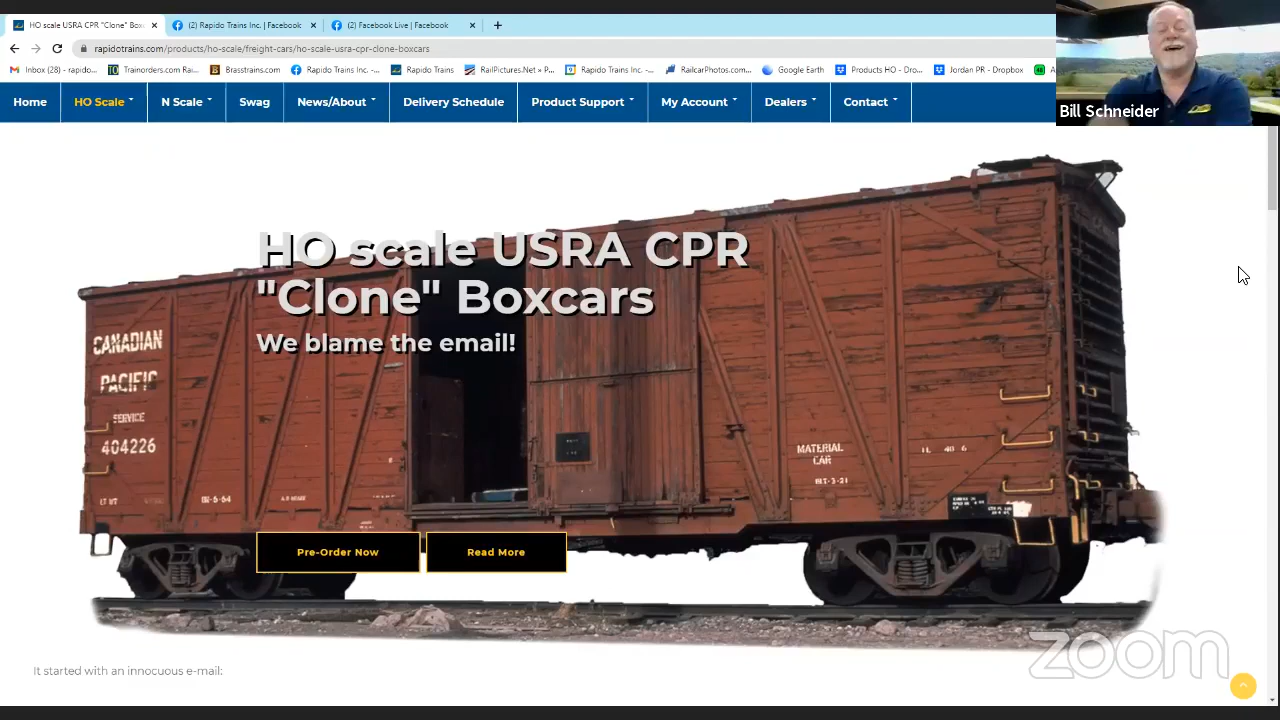 HO scale USRA CPR "Clone" Box
(2) Rapido Trains Inc. | Facebook
(2) Facebook Live | Facebook
rapidotrains.com/products/ho-scale/freight-cars/ho-scale-usra-cpr-clone-boxcars
Inbox (28) - rapido...
Trainorders.com Rai...
Brasstrains.com
Rapido Trains Inc. -...
Rapido Trains
RailPictures.Net » P...
Rapido Trains Inc. -...
RailcarPhotos.com...
Google Earth
Products HO - Dro...
Jordan PR - Dropbox
Bill Schneider
Home
HO Scale
N Scale
Swag
News/About
Delivery Schedule
Product Support
My Account
Dealers
Contact
HO scale USRA CPR
"Clone" Boxcars
We blame the email!
CANADIAN
PACIFIC
SERVICE
404226
MATERIAL
CAR
Pre-Order Now
Read More
It started with an innocuous e-mail:
zoom